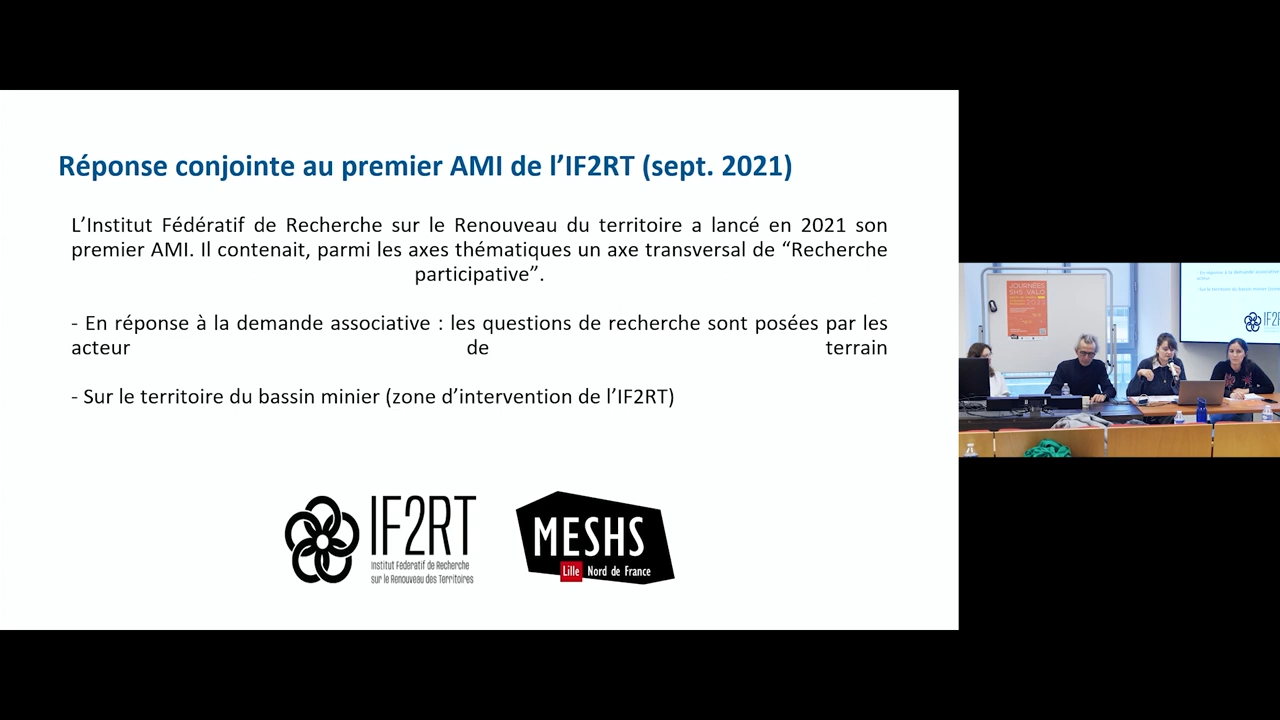 Réponse conjointe au premier AMI de l’IF2RT (sept. 2021)
L’Institut Fédératif de Recherche sur le Renouveau du territoire a lancé en 2021 son
premier AMI. Il contenait, parmi les axes thématiques un axe transversal de “Recherche
participative”.
- En réponse à la demande associative : les questions de recherche sont posées par les
acteur de terrain
- Sur le territoire du bassin minier (zone d’intervention de l’IF2RT)
IF2RT
Institut Fédératif de Recherche
sur le Renouveau des Territoires
MESHS
Lille Nord de France
JOURNÉES
SHS VALO